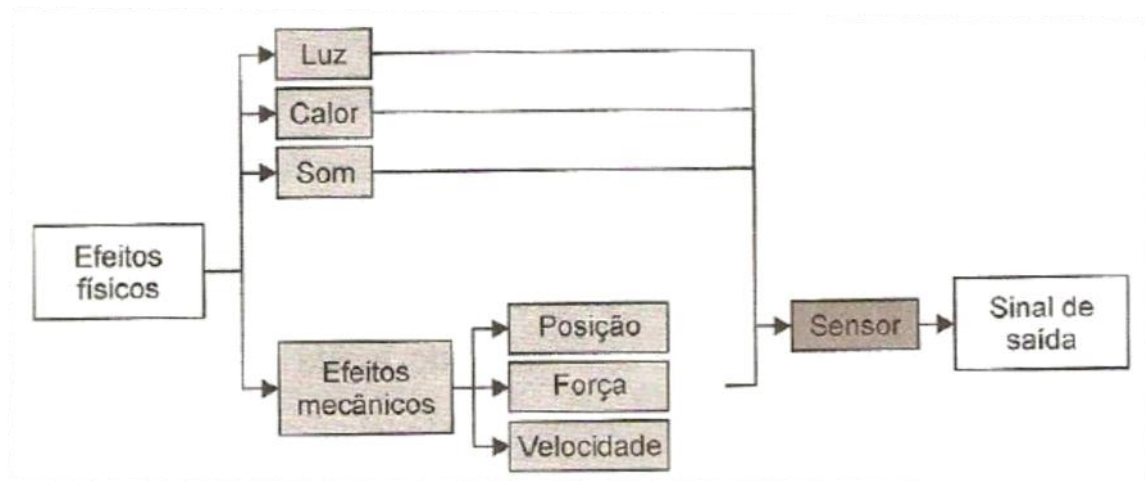 Luz
Calor
Som
Efeitos
físicos
Efeitos
mecânicos
Posição
Força
Velocidade
Sensor
Sinal de
saída